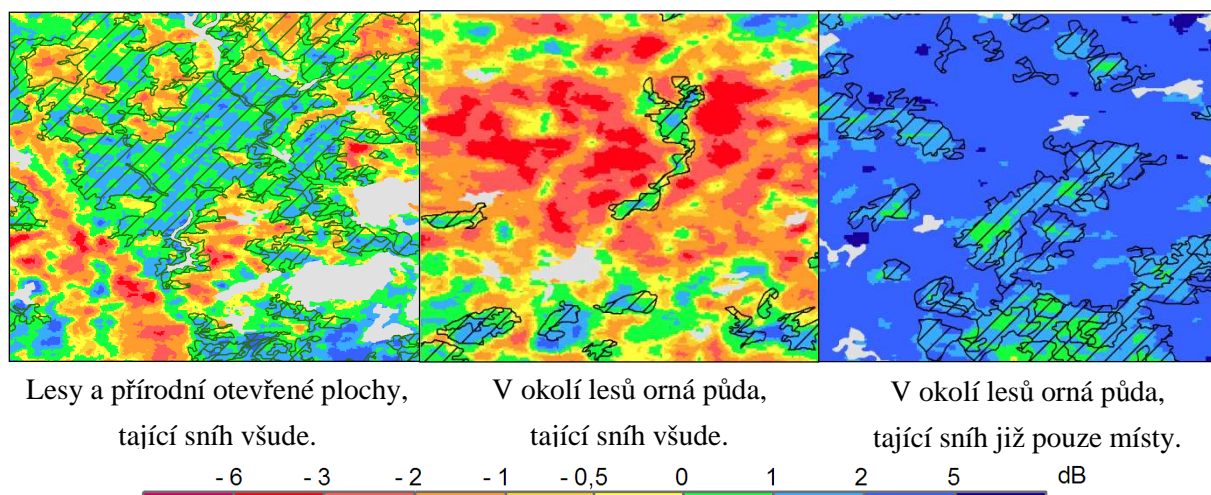 Lesy a přírodní otevřené plochy,
tající sníh všude.
V okolí lesů orná půda,
tající sníh všude.
V okolí lesů orná půda,
tající sníh již pouze místy.
- 6 - 3 - 2 - 1 - 0,5 0 1 2 5 dB